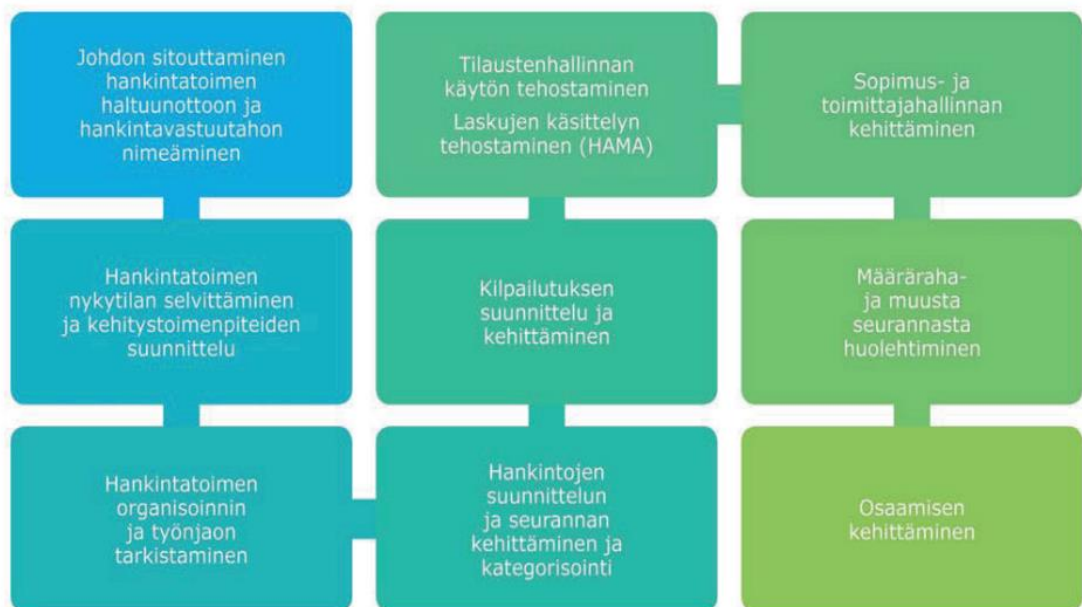 Johdon sitouttaminen
hankintatoimen
haltuunottoon ja
hankintavastuutahon
nimeäminen
Hankintatoimen
nykytilan selvittäminen
ja kehitystoimenpiteiden
suunnittelu
Hankintatoimen
organisoinnin
ja työnjaon
tarkistaminen
Hankintojen
suunnittelun
ja seurannan
kehittäminen ja
kategorisointi
Kilpailutuksen
suunnittelu ja
kehittäminen
Tilaustenhallinnan
käytön tehostaminen
Laskujen käsittelyn
tehostaminen (HAMA)
Sopimus- ja
toimittajahallinnan
kehittäminen
Määräraha-
ja muusta
seurannasta
huolehtiminen
Osaamisen
kehittäminen